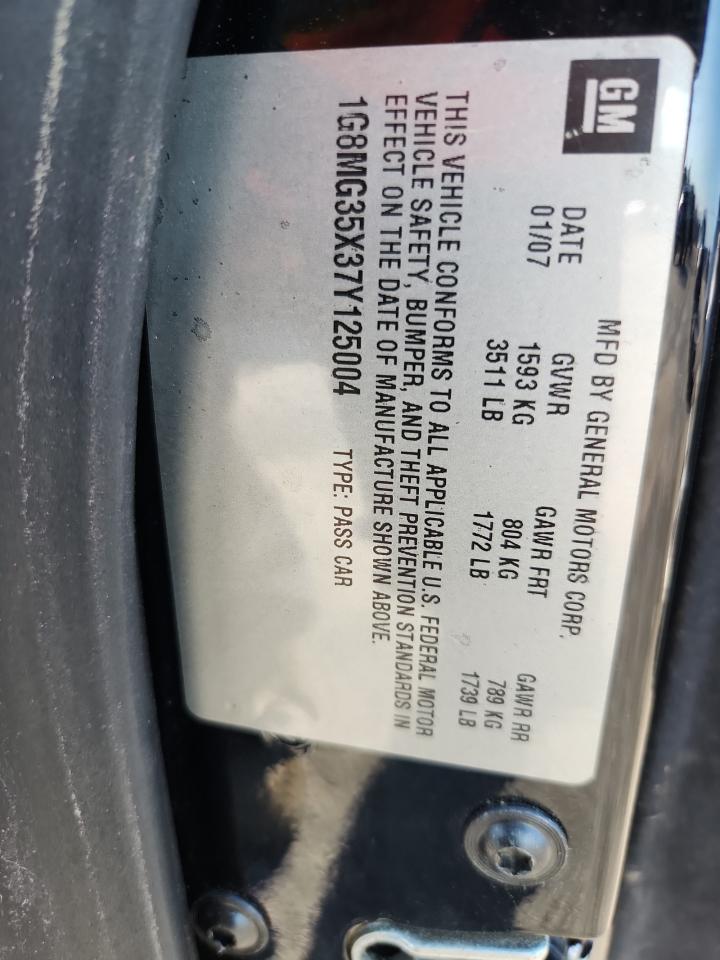 GM
MFD BY GENERAL MOTORS CORP.
DATE GVWR GAWR FRT GAWR RR
01/07 1593 KG 804 KG 789 KG
3511 LB 1772 LB 1739 LB
THIS VEHICLE CONFORMS TO ALL APPLICABLE U.S. FEDERAL MOTOR
VEHICLE SAFETY, BUMPER, AND THEFT PREVENTION STANDARDS IN
EFFECT ON THE DATE OF MANUFACTURE SHOWN ABOVE.
1G8MG35X37Y125004 TYPE: PASS CAR